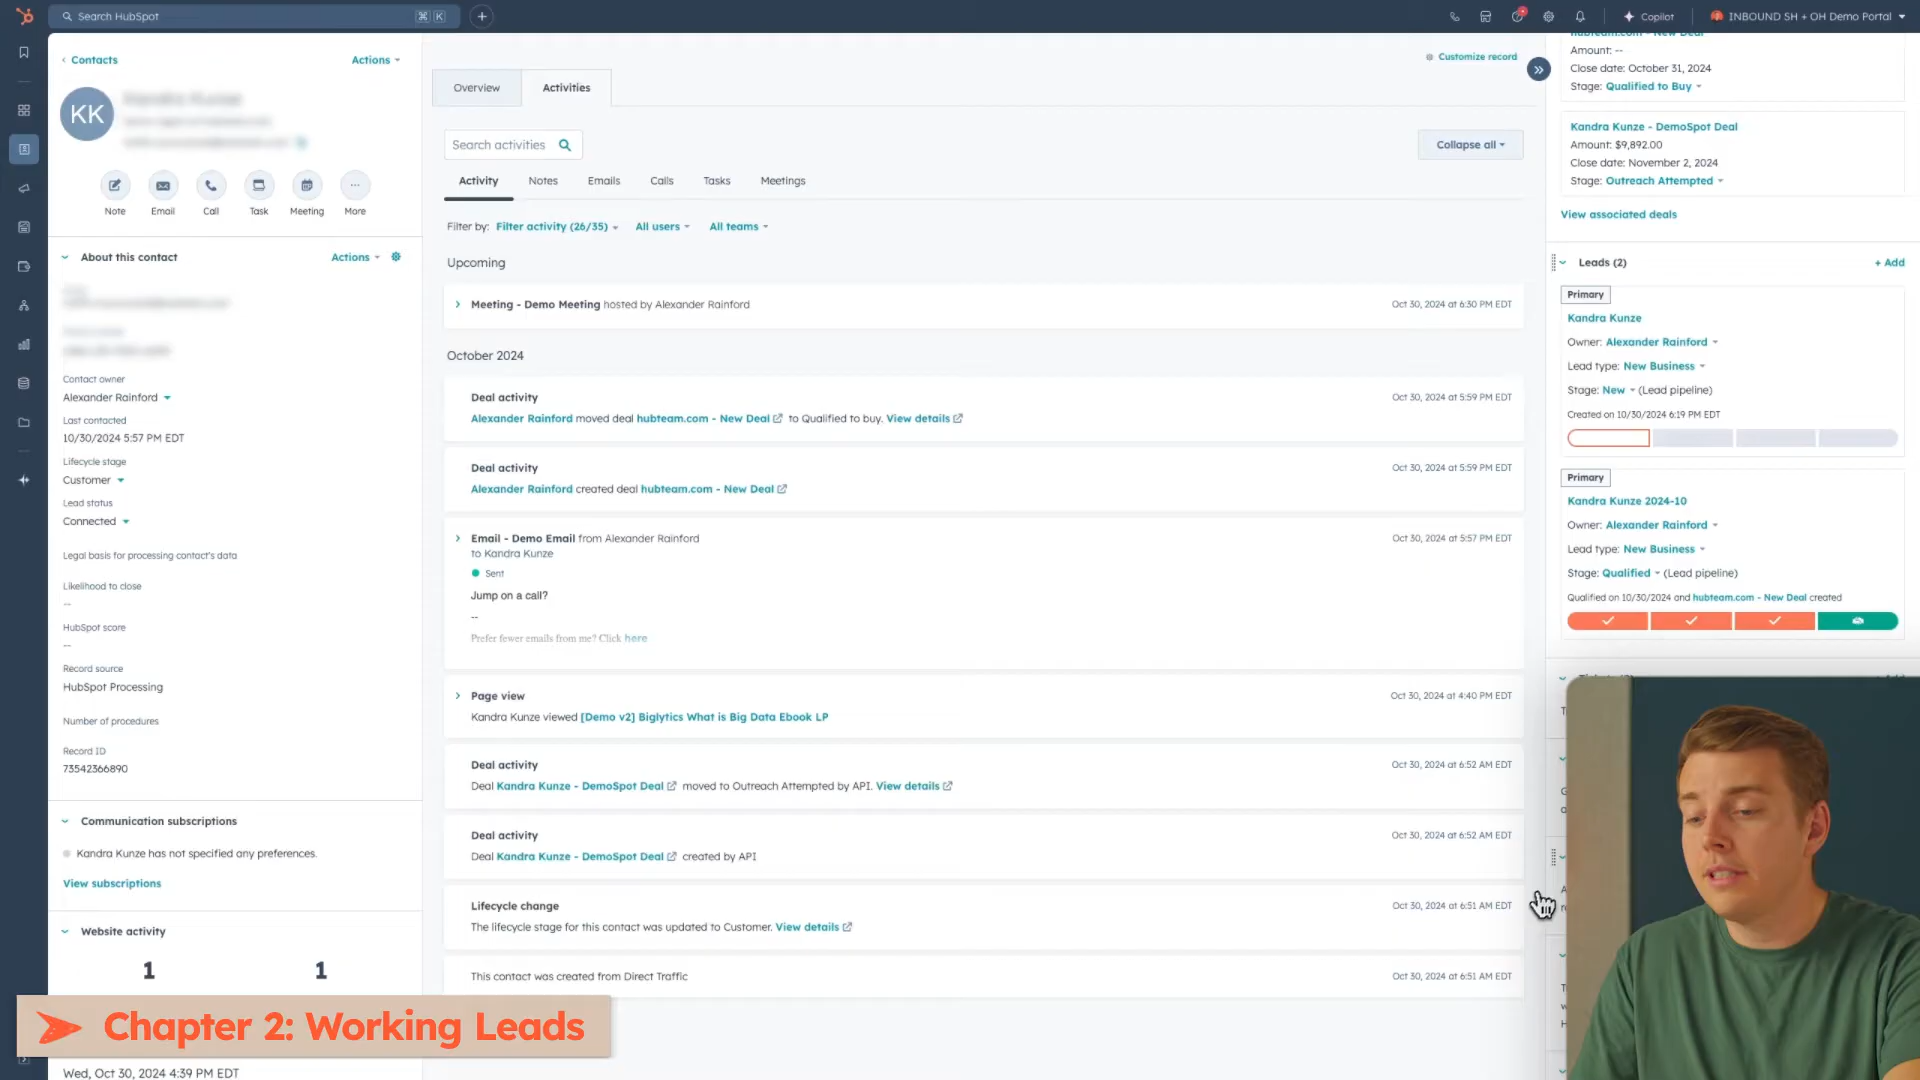 Search HubSpot
⌘ K
Copilot
INBOUND SH + OH Demo Portal
Contacts
Actions
KK
Note
Email
Call
Task
Meeting
More
About this contact
Actions
Contact owner
Alexander Rainford
Last contacted
10/30/2024 5:57 PM EDT
Lifecycle stage
Customer
Lead status
Connected
Legal basis for processing contact's data
Likelihood to close
--
HubSpot score
--
Record source
HubSpot Processing
Number of procedures
Record ID
73542366890
Communication subscriptions
Kandra Kunze has not specified any preferences.
View subscriptions
Website activity
1
1
Chapter 2: Working Leads
Wed, Oct 30, 2024 4:39 PM EDT
Customize record
Overview
Activities
Search activities
Collapse all
Activity
Notes
Emails
Calls
Tasks
Meetings
Filter by: Filter activity (26/35) All users All teams
Upcoming
Meeting - Demo Meeting hosted by Alexander Rainford
Oct 30, 2024 at 6:30 PM EDT
October 2024
Deal activity
Oct 30, 2024 at 5:59 PM EDT
Alexander Rainford moved deal hubteam.com - New Deal to Qualified to buy. View details
Deal activity
Oct 30, 2024 at 5:59 PM EDT
Alexander Rainford created deal hubteam.com - New Deal
Email - Demo Email from Alexander Rainford
Oct 30, 2024 at 5:57 PM EDT
to Kandra Kunze
Sent
Jump on a call?
--
Prefer fewer emails from me? Click here
Page view
Oct 30, 2024 at 4:40 PM EDT
Kandra Kunze viewed [Demo v2] Biglytics What is Big Data Ebook LP
Deal activity
Oct 30, 2024 at 6:52 AM EDT
Deal Kandra Kunze - DemoSpot Deal moved to Outreach Attempted by API. View details
Deal activity
Oct 30, 2024 at 6:52 AM EDT
Deal Kandra Kunze - DemoSpot Deal created by API
Lifecycle change
Oct 30, 2024 at 6:51 AM EDT
The lifecycle stage for this contact was updated to Customer. View details
This contact was created from Direct Traffic
Oct 30, 2024 at 6:51 AM EDT
hubteam.com - New Deal
Amount: --
Close date: October 31, 2024
Stage: Qualified to Buy
Kandra Kunze - DemoSpot Deal
Amount: $9,892.00
Close date: November 2, 2024
Stage: Outreach Attempted
View associated deals
Leads (2)
+ Add
Primary
Kandra Kunze
Owner: Alexander Rainford
Lead type: New Business
Stage: New (Lead pipeline)
Created on 10/30/2024 6:19 PM EDT
Primary
Kandra Kunze 2024-10
Owner: Alexander Rainford
Lead type: New Business
Stage: Qualified (Lead pipeline)
Qualified on 10/30/2024 and hubteam.com - New Deal created